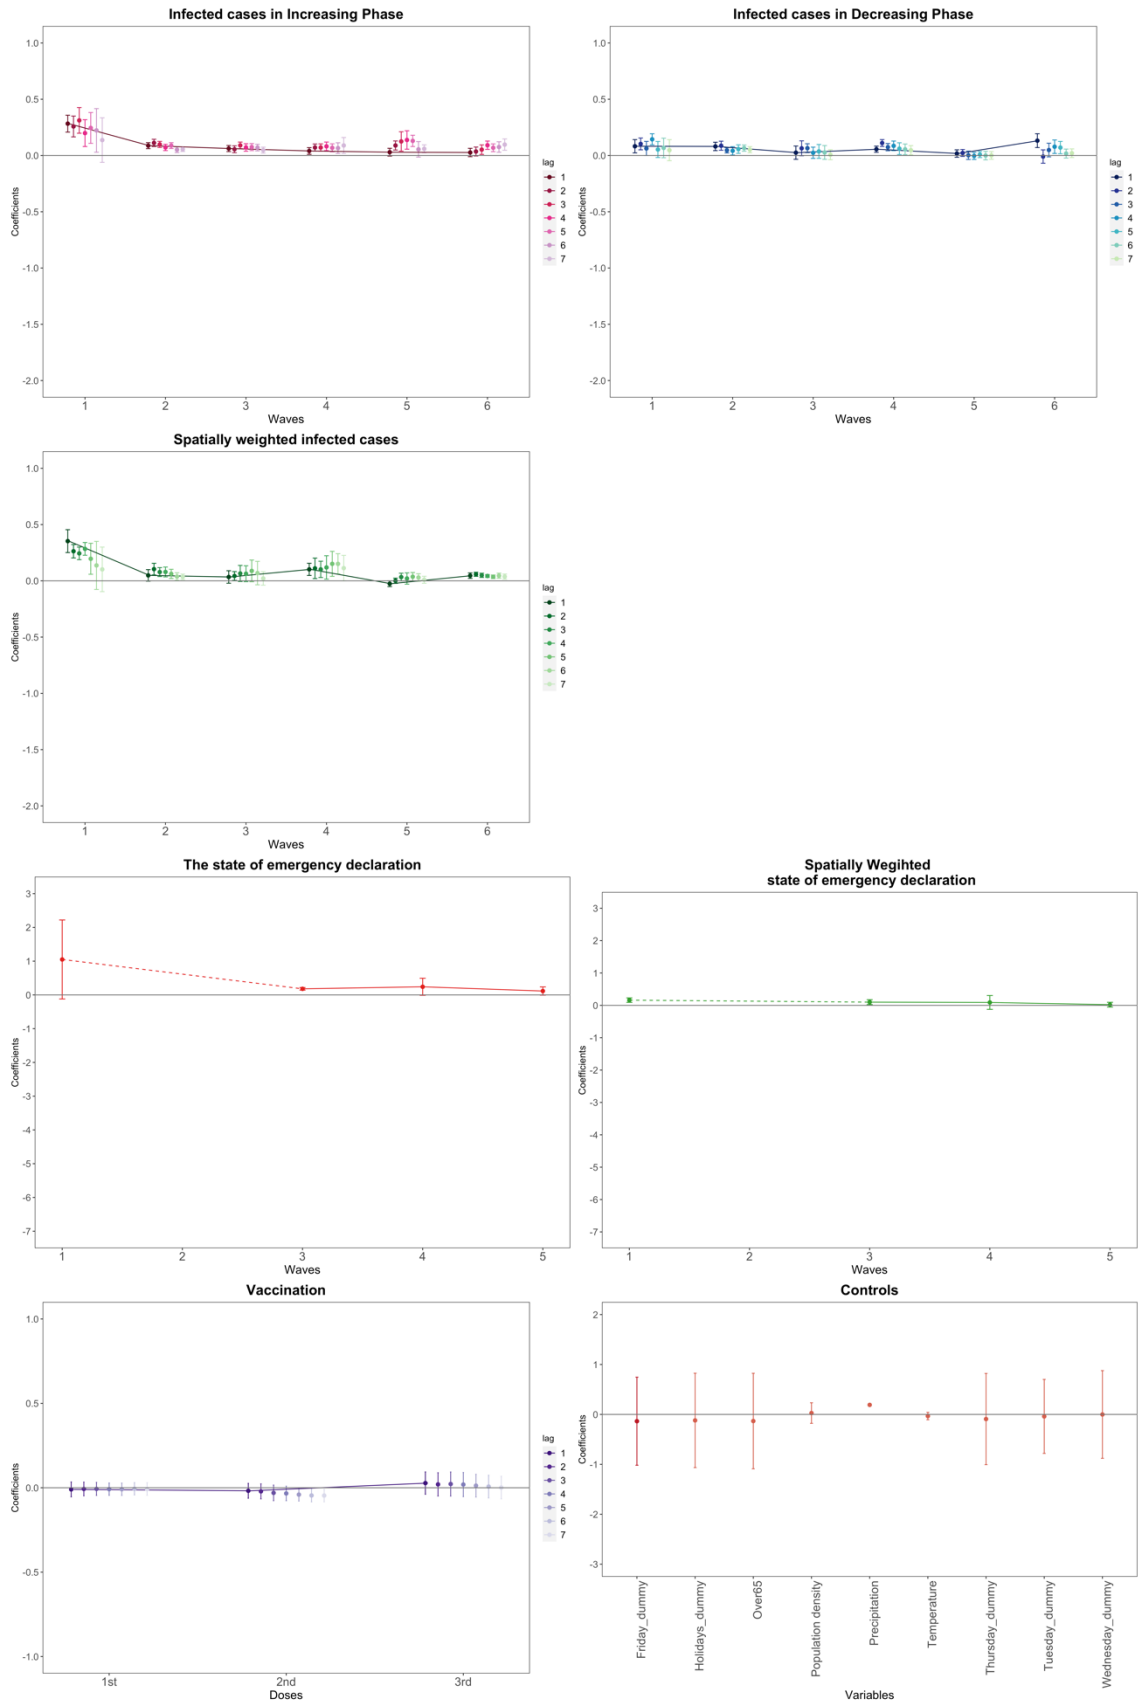 Infected cases in Increasing Phase
1.0
0.5
0.0
-0.5
-1.0
-1.5
-2.0
Coefficients
1 2 3 4 5 6
Waves
lag
1
2
3
4
5
6
7
Infected cases in Decreasing Phase
1.0
0.5
0.0
-0.5
-1.0
-1.5
-2.0
Coefficients
1 2 3 4 5 6
Waves
lag
1
2
3
4
5
6
7
Spatially weighted infected cases
1.0
0.5
0.0
-0.5
-1.0
-1.5
-2.0
Coefficients
1 2 3 4 5 6
Waves
lag
1
2
3
4
5
6
7
The state of emergency declaration
3
2
1
0
-1
-2
-3
-4
-5
-6
-7
Coefficients
1 2 3 4 5
Waves
Spatially Wegihted
state of emergency declaration
3
2
1
0
-1
-2
-3
-4
-5
-6
-7
Coefficients
1 2 3 4 5
Waves
Vaccination
1.0
0.5
0.0
-0.5
-1.0
Coefficients
1st 2nd 3rd
Doses
lag
1
2
3
4
5
6
7
Controls
2
1
0
-1
-2
-3
Coefficients
Friday_dummy
Holidays_dummy
Over65
Population density
Precipitation
Temperature
Thursday_dummy
Tuesday_dummy
Wednesday_dummy
Variables